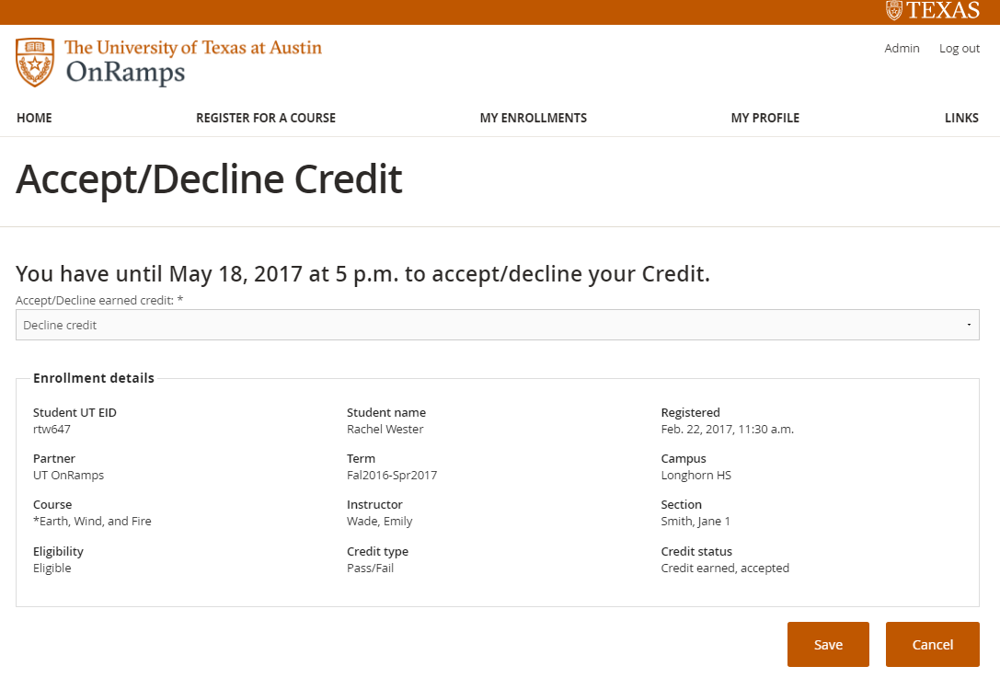 TEXAS
The University of Texas at Austin
OnRamps
Admin Log out
HOME REGISTER FOR A COURSE MY ENROLLMENTS MY PROFILE LINKS
Accept/Decline Credit
You have until May 18, 2017 at 5 p.m. to accept/decline your Credit.
Accept/Decline earned credit: *
Decline credit
Enrollment details
Student UT EID Student name Registered
rtw647 Rachel Wester Feb. 22, 2017, 11:30 a.m.
Partner Term Campus
UT OnRamps Fal2016-Spr2017 Longhorn HS
Course Instructor Section
*Earth, Wind, and Fire Wade, Emily Smith, Jane 1
Eligibility Credit type Credit status
Eligible Pass/Fail Credit earned, accepted
Save Cancel